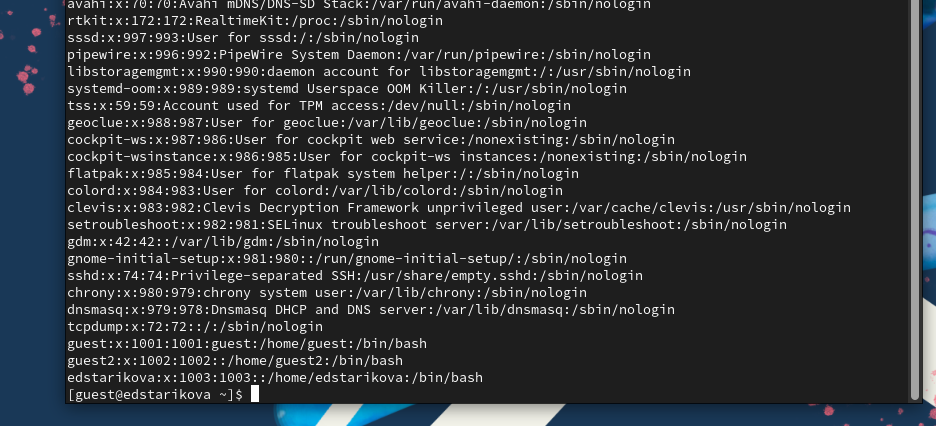 avahi:x:70:70:Avahi mDNS/DNS-SD Stack:/var/run/avahi-daemon:/sbin/nologin
rtkit:x:172:172:RealtimeKit:/proc:/sbin/nologin
sssd:x:997:993:User for sssd:/:/sbin/nologin
pipewire:x:996:992:PipeWire System Daemon:/var/run/pipewire:/sbin/nologin
libstoragemgmt:x:990:990:daemon account for libstoragemgmt:/:/usr/sbin/nologin
systemd-oom:x:989:989:systemd Userspace OOM Killer:/:/usr/sbin/nologin
tss:x:59:59:Account used for TPM access:/dev/null:/sbin/nologin
geoclue:x:988:987:User for geoclue:/var/lib/geoclue:/sbin/nologin
cockpit-ws:x:987:986:User for cockpit web service:/nonexisting:/sbin/nologin
cockpit-wsinstance:x:986:985:User for cockpit-ws instances:/nonexisting:/sbin/nologin
flatpak:x:985:984:User for flatpak system helper:/:/sbin/nologin
colord:x:984:983:User for colord:/var/lib/colord:/sbin/nologin
clevis:x:983:982:Clevis Decryption Framework unprivileged user:/var/cache/clevis:/usr/sbin/nologin
setroubleshoot:x:982:981:SELinux troubleshoot server:/var/lib/setroubleshoot:/sbin/nologin
gdm:x:42:42::/var/lib/gdm:/sbin/nologin
gnome-initial-setup:x:981:980::/run/gnome-initial-setup/:/sbin/nologin
sshd:x:74:74:Privilege-separated SSH:/usr/share/empty.sshd:/sbin/nologin
chrony:x:980:979:chrony system user:/var/lib/chrony:/sbin/nologin
dnsmasq:x:979:978:Dnsmasq DHCP and DNS server:/var/lib/dnsmasq:/sbin/nologin
tcpdump:x:72:72::/:/sbin/nologin
guest:x:1001:1001:guest:/home/guest:/bin/bash
guest2:x:1002:1002::/home/guest2:/bin/bash
edstarikova:x:1003:1003::/home/edstarikova:/bin/bash
[guest@edstarikova ~]$